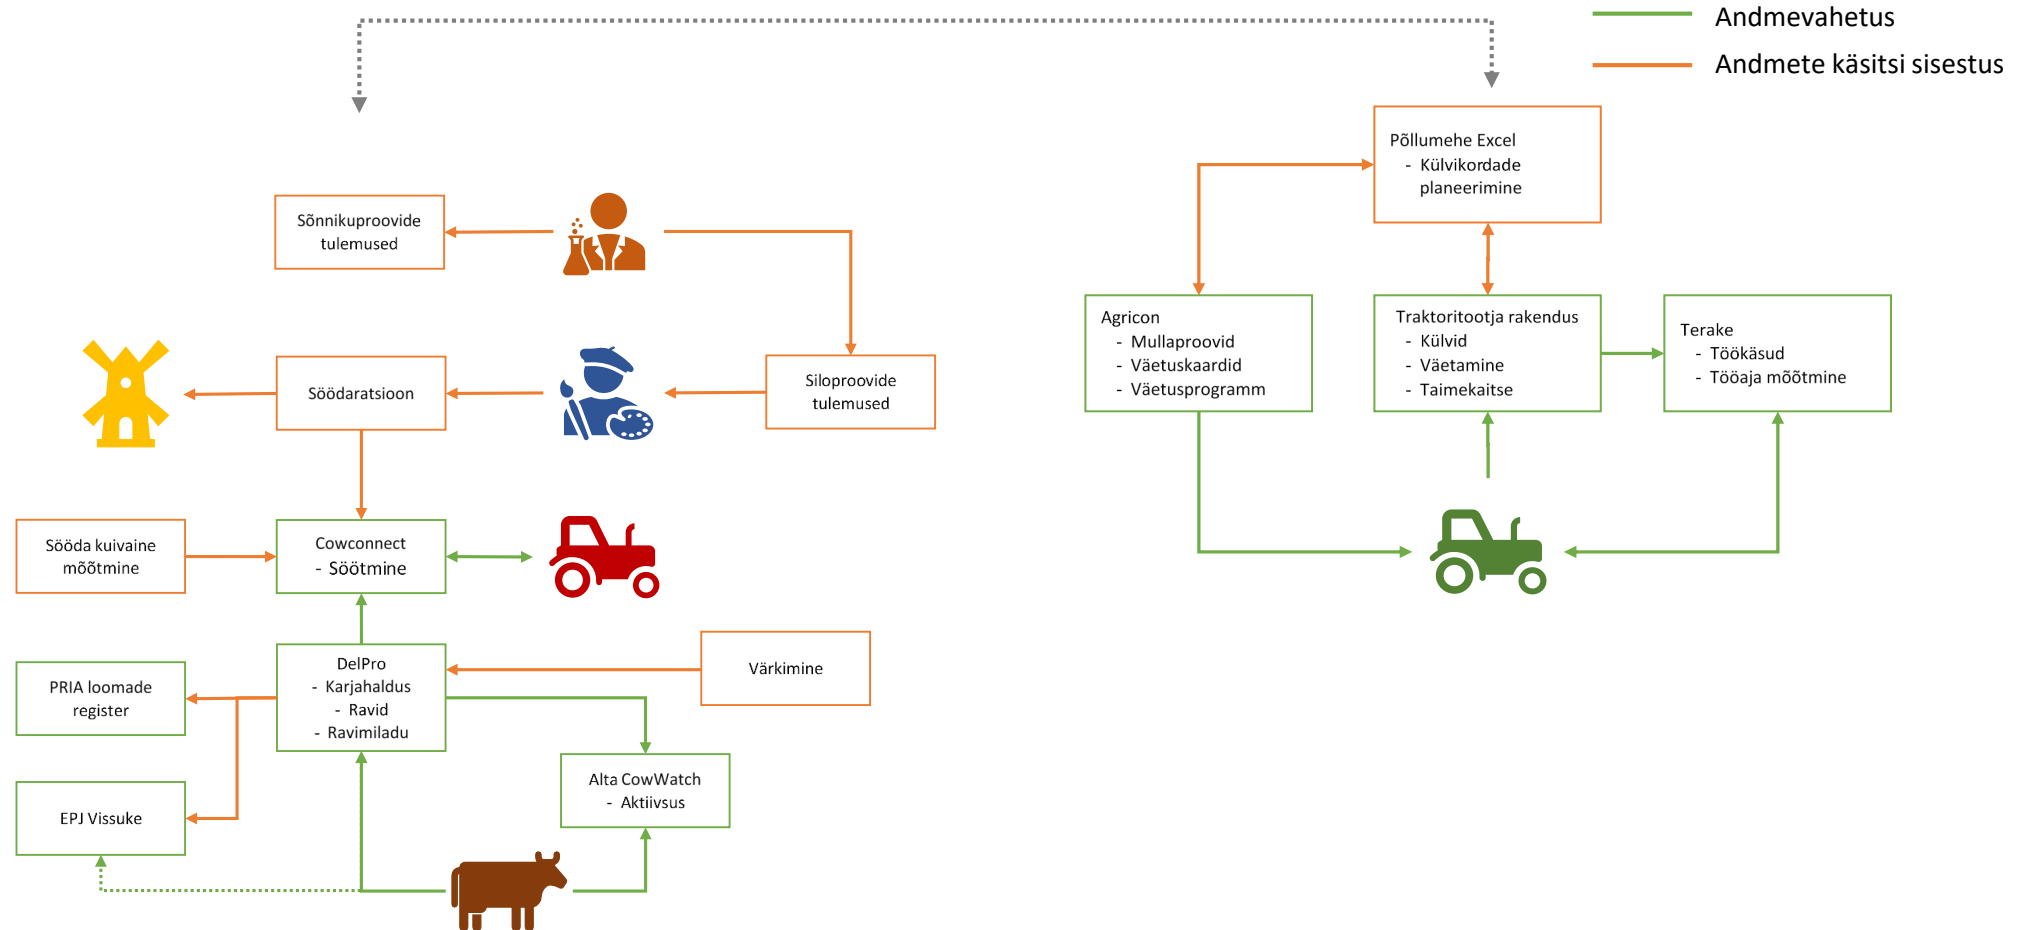 Andmevahetus
Andmete käsitsi sisestus
Põllumehe Excel
- Külvikordade
planeerimine
Sõnnikuproovide
tulemused
Agricon
- Mullaproovid
- Väetuskaardid
- Väetusprogramm
Traktoritootja rakendus
- Külvid
- Väetamine
- Taimekaitse
Terake
- Töökäsud
- Tööaja mõõtmine
Söödaratsioon
Siloproovide
tulemused
Sööda kuivaine
mõõtmine
Cowconnect
- Söötmine
PRIA loomade
register
DelPro
- Karjahaldus
- Ravid
- Ravimiladu
Värkimine
Alta CowWatch
- Aktiivsus
EPJ Vissuke